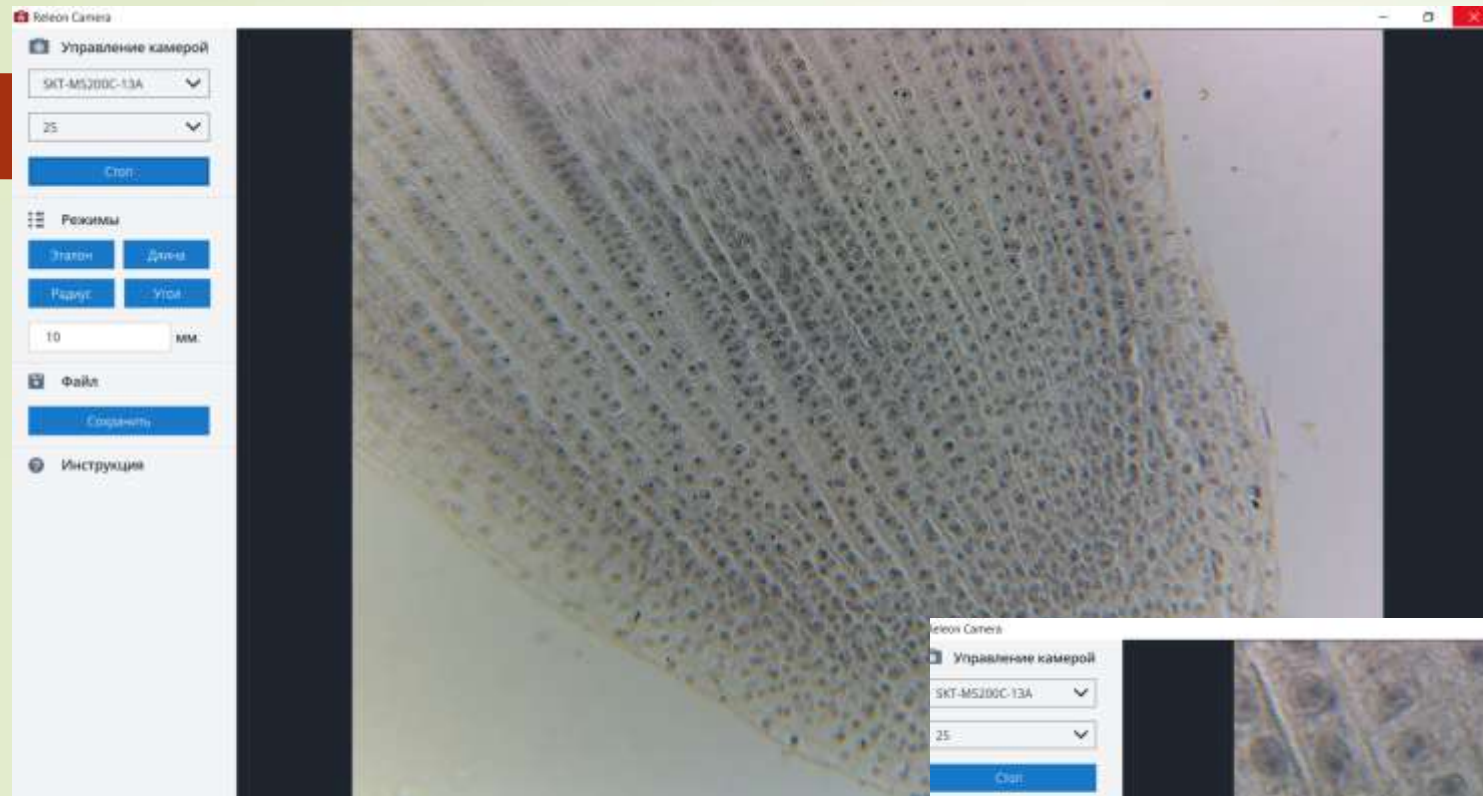 Releon Camera
Управление камерой
SKT-M5200C-13A
25
Стоп
Режимы
Эталон
Длина
Радиус
Угол
10
мм.
Файл
Сохранить
Инструкция
Releon Camera
Управление камерой
SKT-M5200C-13A
25
Стоп